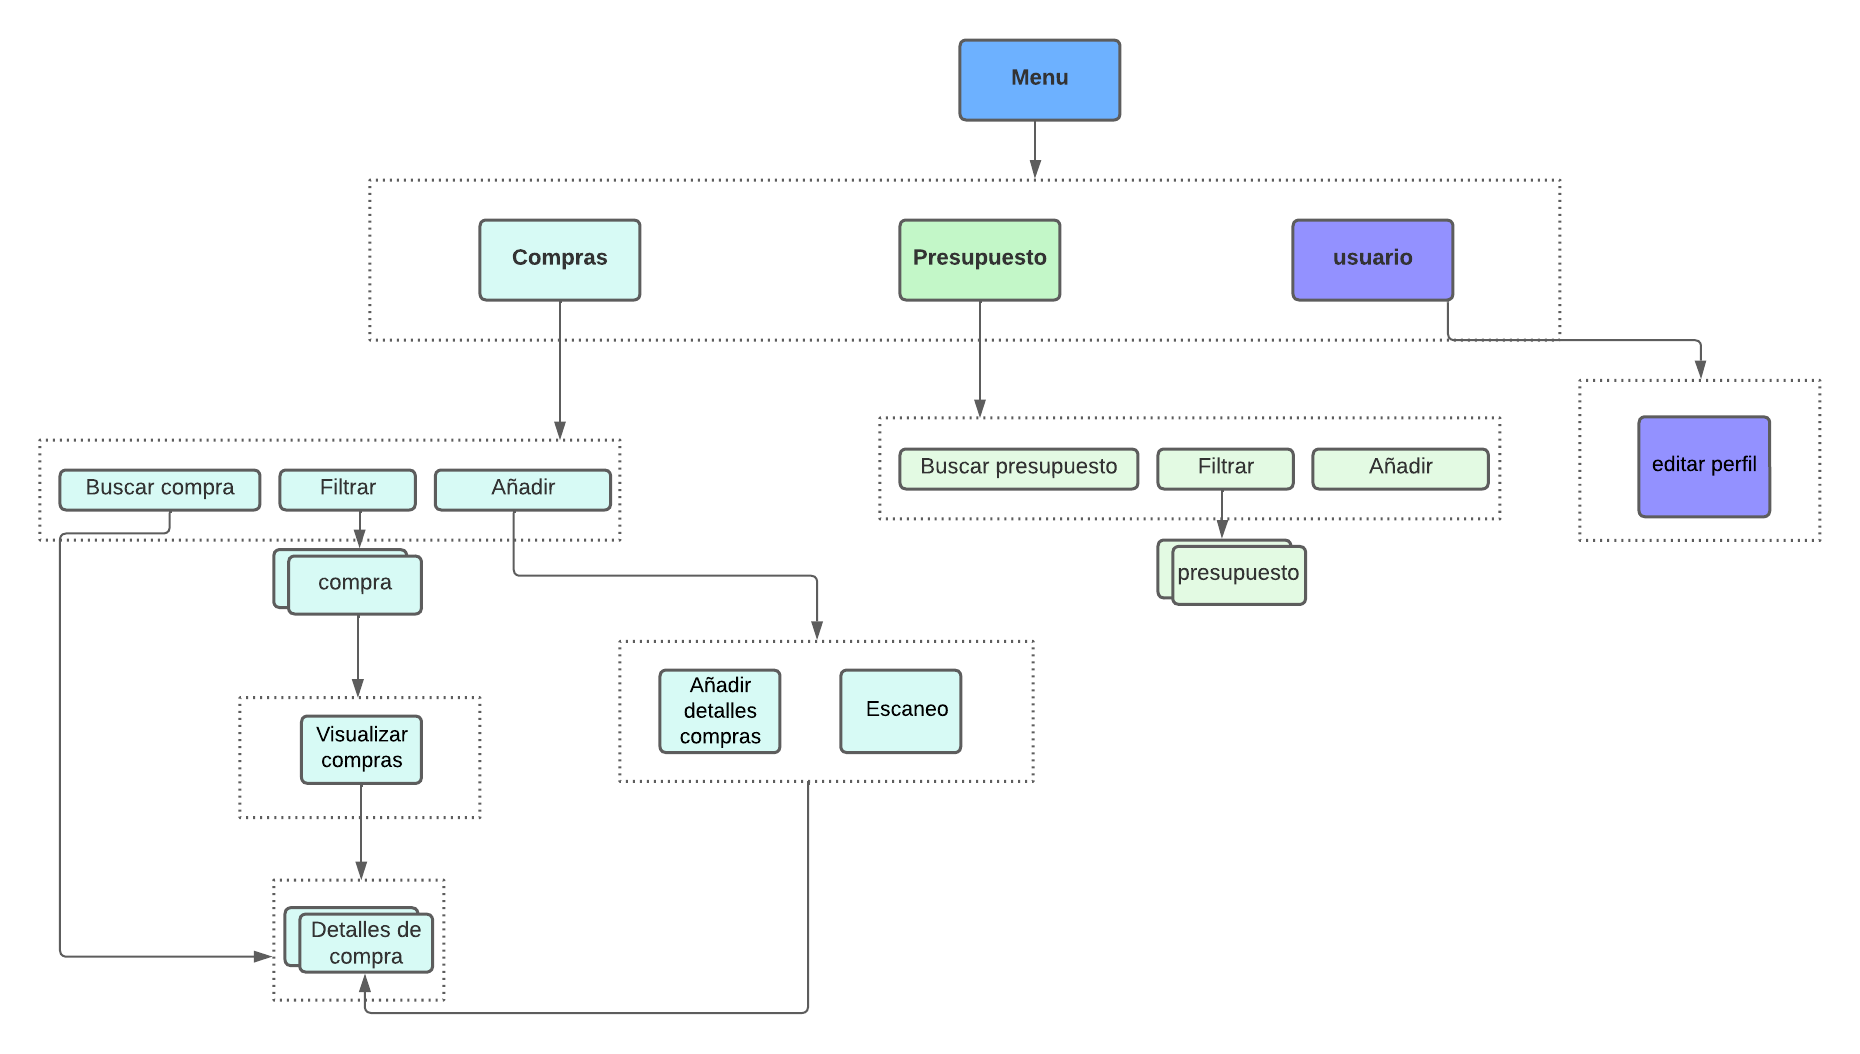 Menu
Compras
Presupuesto
usuario
Buscar compra
Filtrar
Añadir
Buscar presupuesto
Filtrar
Añadir
editar perfil
compra
presupuesto
Añadir
detalles
compras
Escaneo
Visualizar
compras
Detalles de
compra